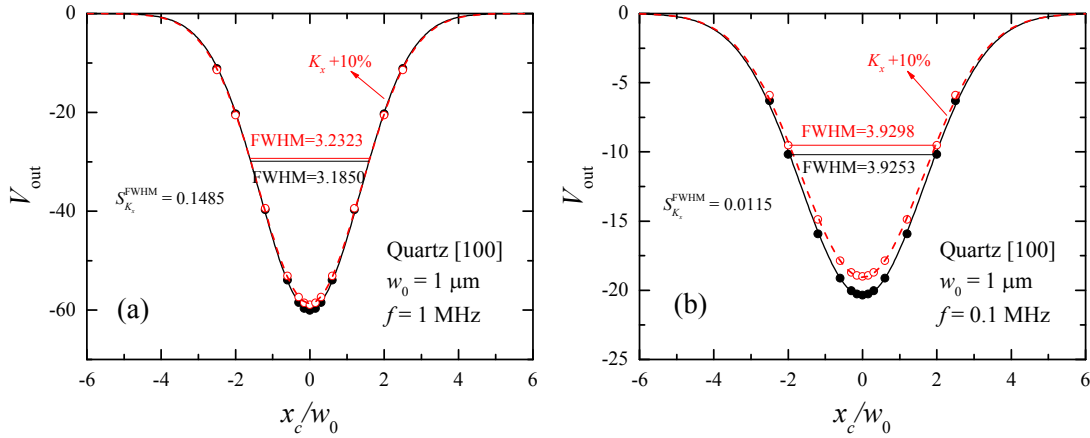 0
-20
-40
-60
V_out
-6
-4
-2
0
2
4
6
x_c/w_0
K_x +10%
FWHM=3.2323
FWHM=3.1850
S_{K_x}^{FWHM} = 0.1485
Quartz [100]
w_0 = 1 μm
f = 1 MHz
(a)
0
-5
-10
-15
-20
-25
V_out
-6
-4
-2
0
2
4
6
x_c/w_0
K_x +10%
FWHM=3.9298
FWHM=3.9253
S_{K_x}^{FWHM} = 0.0115
Quartz [100]
w_0 = 1 μm
f = 0.1 MHz
(b)